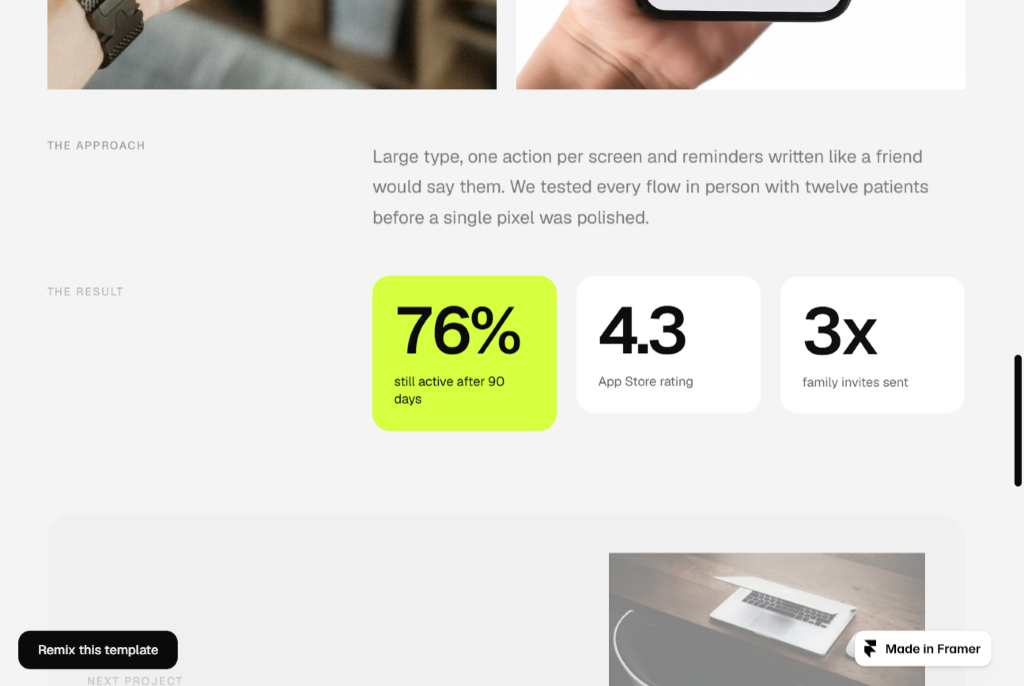 THE APPROACH
Large type, one action per screen and reminders written like a friend
would say them. We tested every flow in person with twelve patients
before a single pixel was polished.
THE RESULT
76%
still active after 90
days
4.3
App Store rating
3x
family invites sent
NEXT PROJECT
Remix this template
Made in Framer